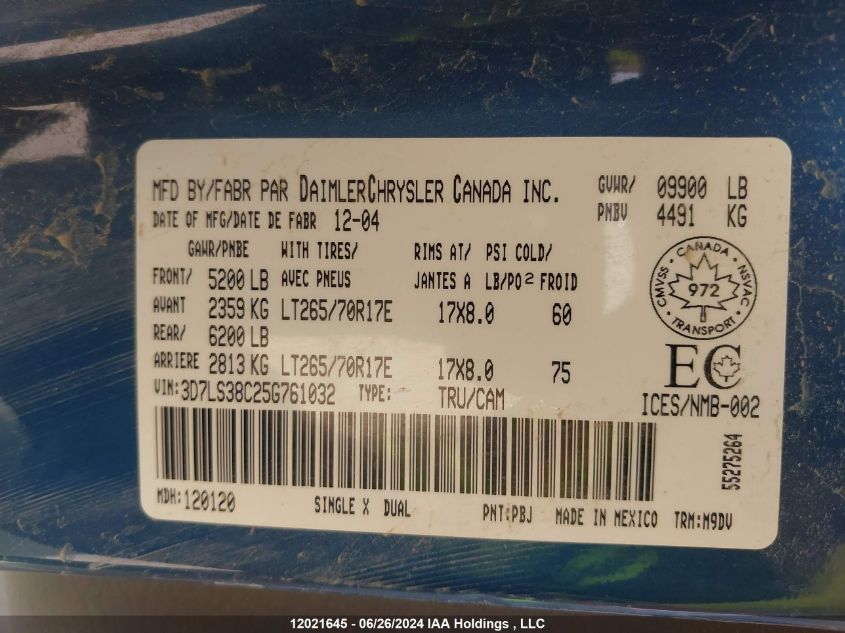 MFD BY/FABR PAR DAIMLERCHRYSLER CANADA INC. GVWR/ 09900 LB
DATE OF MFG/DATE DE FABR 12-04 PNBV 4491 KG
GAWR/PNBE WITH TIRES/ RIMS AT/ PSI COLD/
FRONT/ 5200 LB AVEC PNEUS JANTES A LB/PO² FROID
AVANT 2359 KG LT265/70R17E 17X8.0 60
REAR/ 6200 LB
ARRIERE 2813 KG LT265/70R17E 17X8.0 75
VIN:3D7LS38C25G761032 TYPE: TRU/CAM
CANADA
CMVSS 972 NSVAC
TRANSPORT
EC
ICES/NMB-002
55275264
MDH:120120 SINGLE X DUAL PNT:PBJ MADE IN MEXICO TRM:M9DV
12021645 - 06/26/2024 IAA Holdings , LLC